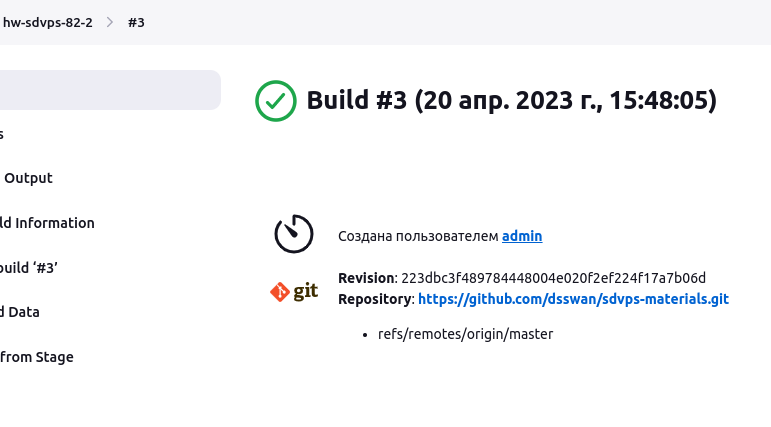 hw-sdvps-82-2 > #3
Build #3 (20 апр. 2023 г., 15:48:05)
Output
Information
build ‘#3’
Data
from Stage
Создана пользователем admin
git
Revision: 223dbc3f489784448004e020f2ef224f17a7b06d
Repository: https://github.com/dsswan/sdvps-materials.git
• refs/remotes/origin/master